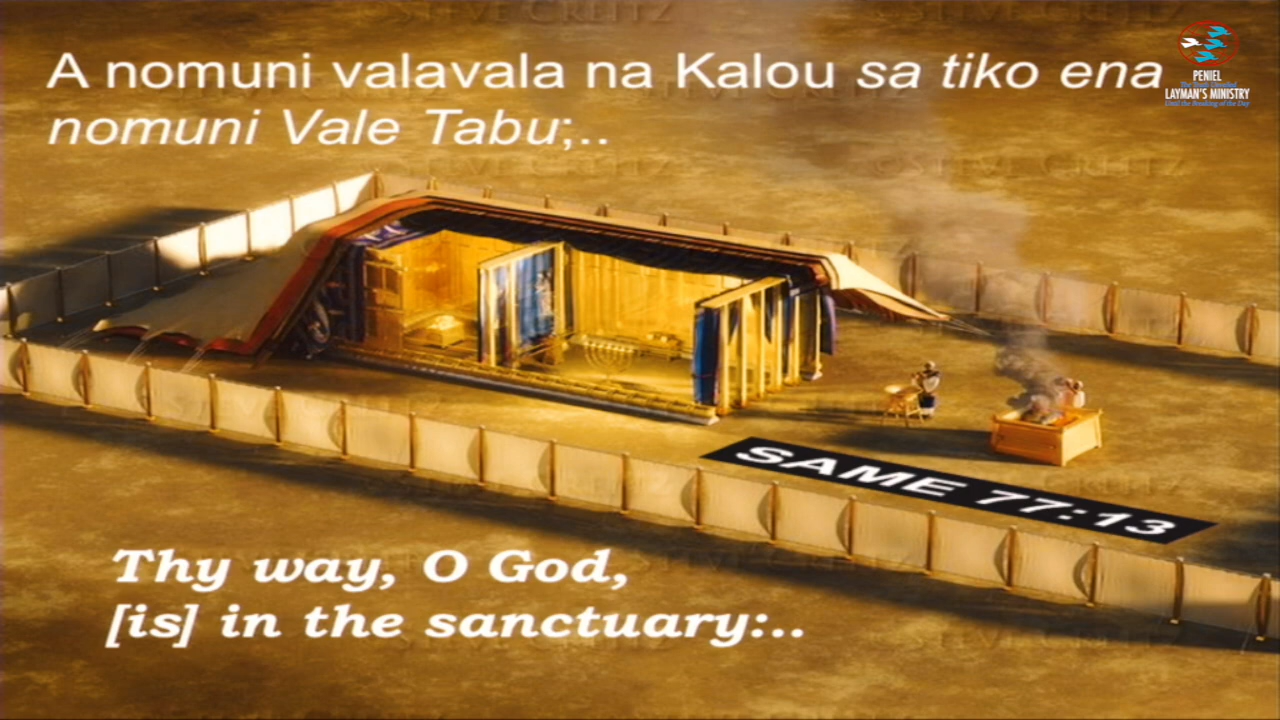 A nomuni valavala na Kalou sa tiko ena
nomuni Vale Tabu;..
PENIEL
LAYMAN'S MINISTRY
Until the Breaking of the Day
SAME 77:13
Thy way, O God,
[is] in the sanctuary:..